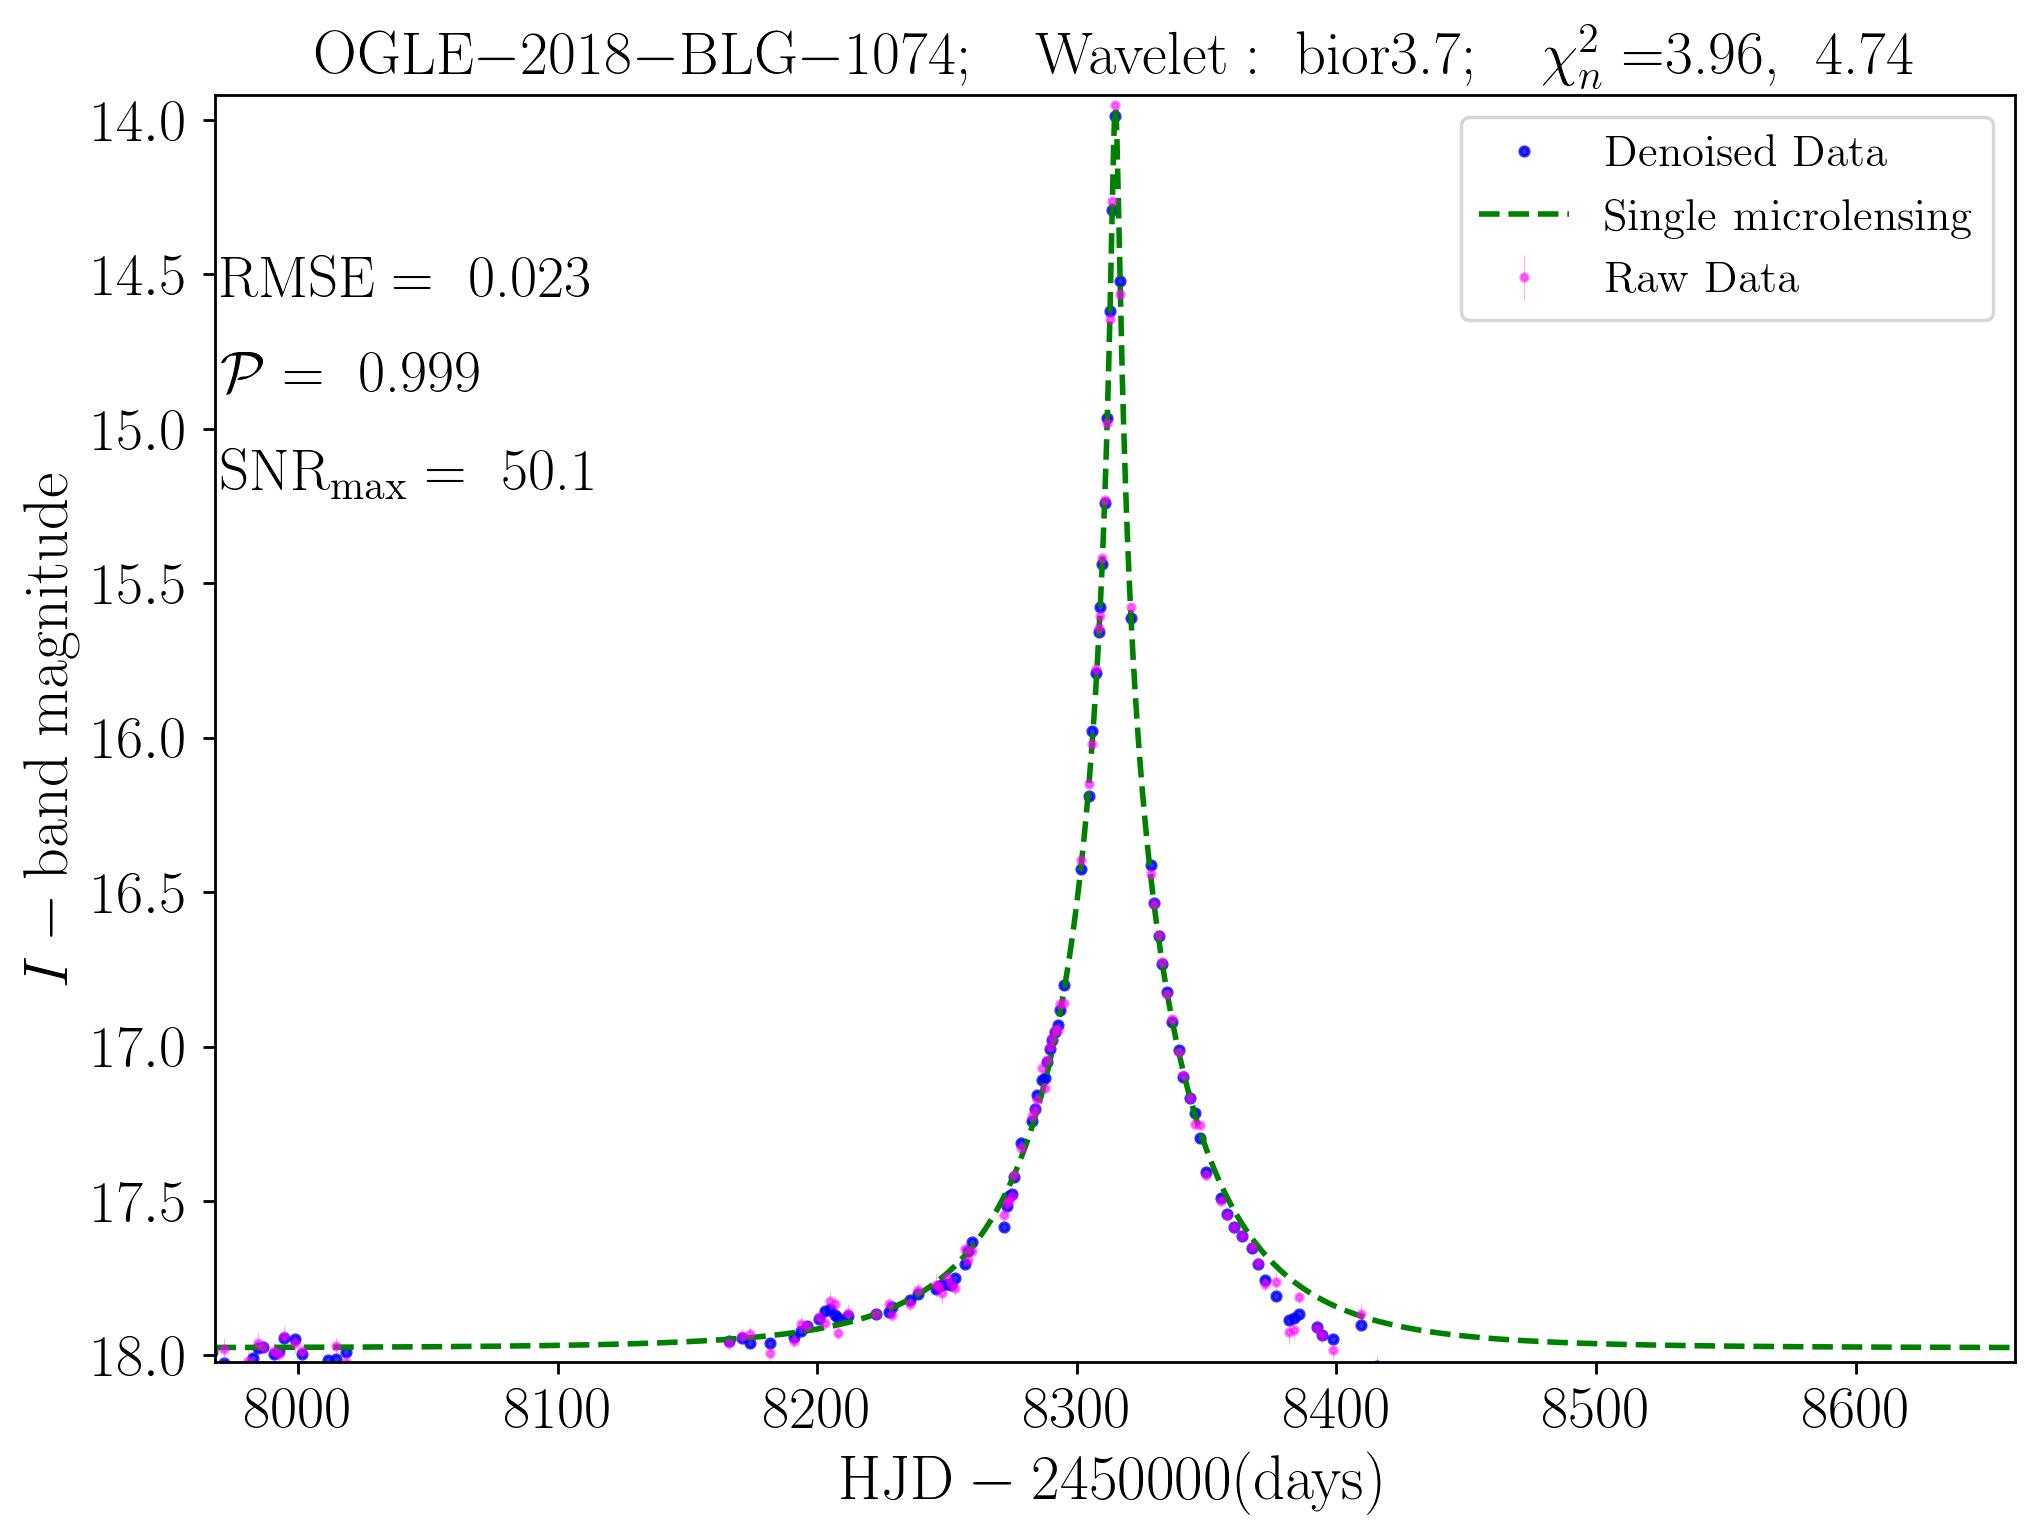 OGLE−2018−BLG−1074; Wavelet : bior3.7; χ²ₙ =3.96, 4.74
Denoised Data
Single microlensing
Raw Data
RMSE = 0.023
𝒫 = 0.999
SNRmax = 50.1
I − band magnitude
14.0
14.5
15.0
15.5
16.0
16.5
17.0
17.5
18.0
8000 8100 8200 8300 8400 8500 8600
HJD − 2450000(days)